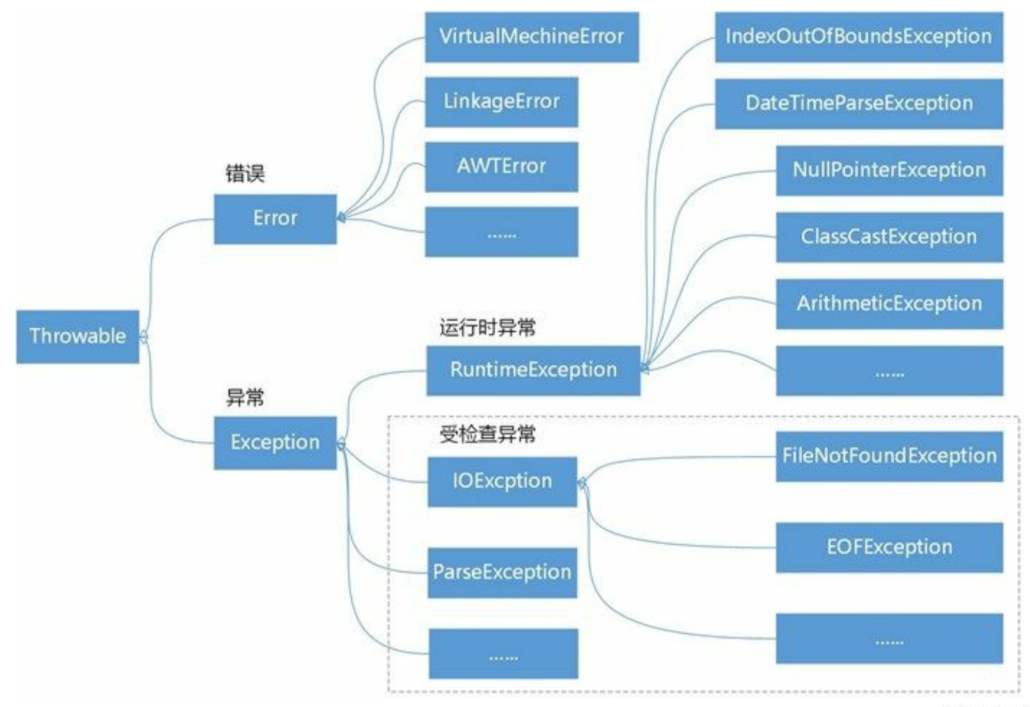 VirtualMechineError
IndexOutOfBoundsException
LinkageError
DateTimeParseException
AWTError
NullPointerException
错误
Error
......
ClassCastException
Throwable
运行时异常
ArithmeticException
RuntimeException
......
异常
Exception
受检查异常
IOExcption
FileNotFoundException
EOFException
ParseException
......
......